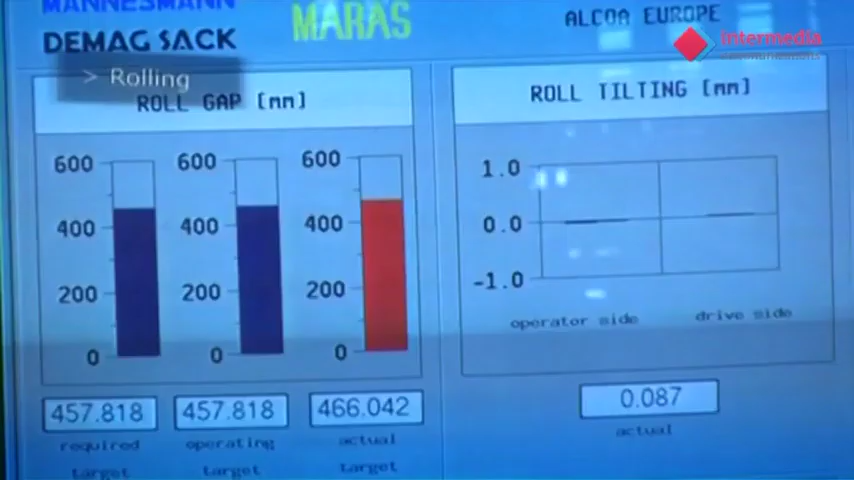 MANNESMANN
DEMAG SACK
MARAS
ALCOA EUROPE
intermedia
> Rolling
ROLL GAP [mm]
600 600 600
400 400 400
200 200 200
0 0 0
457.818 457.818 466.042
required operating actual
target target target
ROLL TILTING [mm]
1.0
0.0
-1.0
operator side drive side
0.087
actual